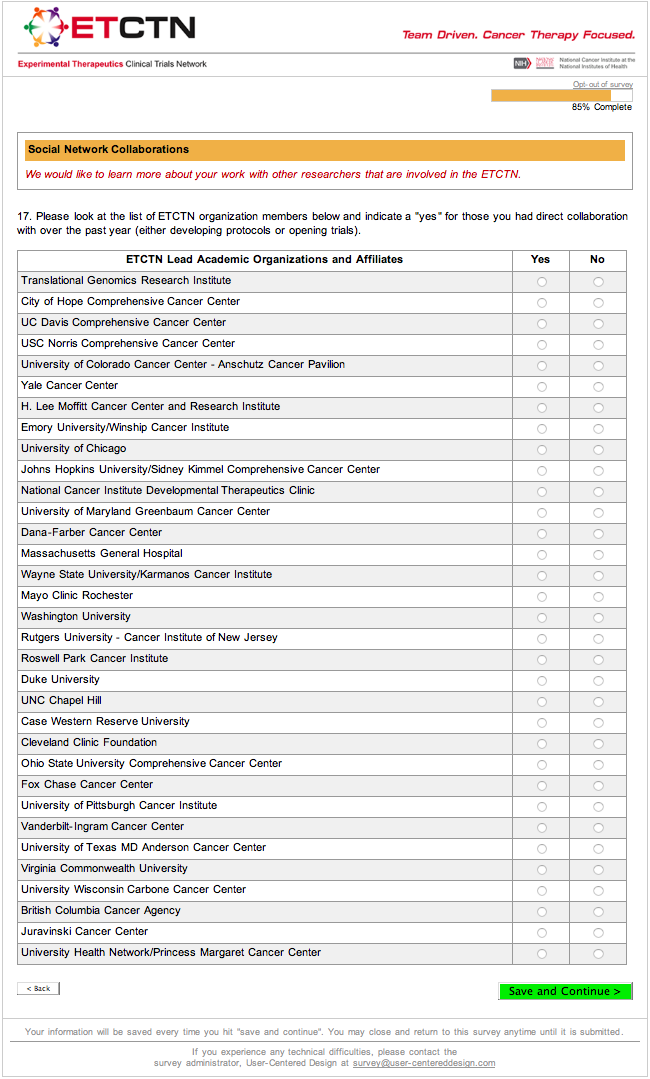 ETCTN
Team Driven. Cancer Therapy Focused.
Experimental Therapeutics Clinical Trials Network
NIH
National Cancer Institute at the
National Institutes of Health
Opt-out of survey
85% Complete
Social Network Collaborations
We would like to learn more about your work with other researchers that are involved in the ETCTN.
17. Please look at the list of ETCTN organization members below and indicate a "yes" for those you had direct collaboration
with over the past year (either developing protocols or opening trials).
ETCTN Lead Academic Organizations and Affiliates Yes No
Translational Genomics Research Institute
City of Hope Comprehensive Cancer Center
UC Davis Comprehensive Cancer Center
USC Norris Comprehensive Cancer Center
University of Colorado Cancer Center - Anschutz Cancer Pavilion
Yale Cancer Center
H. Lee Moffitt Cancer Center and Research Institute
Emory University/Winship Cancer Institute
University of Chicago
Johns Hopkins University/Sidney Kimmel Comprehensive Cancer Center
National Cancer Institute Developmental Therapeutics Clinic
University of Maryland Greenbaum Cancer Center
Dana-Farber Cancer Center
Massachusetts General Hospital
Wayne State University/Karmanos Cancer Institute
Mayo Clinic Rochester
Washington University
Rutgers University - Cancer Institute of New Jersey
Roswell Park Cancer Institute
Duke University
UNC Chapel Hill
Case Western Reserve University
Cleveland Clinic Foundation
Ohio State University Comprehensive Cancer Center
Fox Chase Cancer Center
University of Pittsburgh Cancer Institute
Vanderbilt-Ingram Cancer Center
University of Texas MD Anderson Cancer Center
Virginia Commonwealth University
University Wisconsin Carbone Cancer Center
British Columbia Cancer Agency
Juravinski Cancer Center
University Health Network/Princess Margaret Cancer Center
< Back
Save and Continue >
Your information will be saved every time you hit "save and continue". You may close and return to this survey anytime until it is submitted.
If you experience any technical difficulties, please contact the
survey administrator, User-Centered Design at survey@user-centereddesign.com